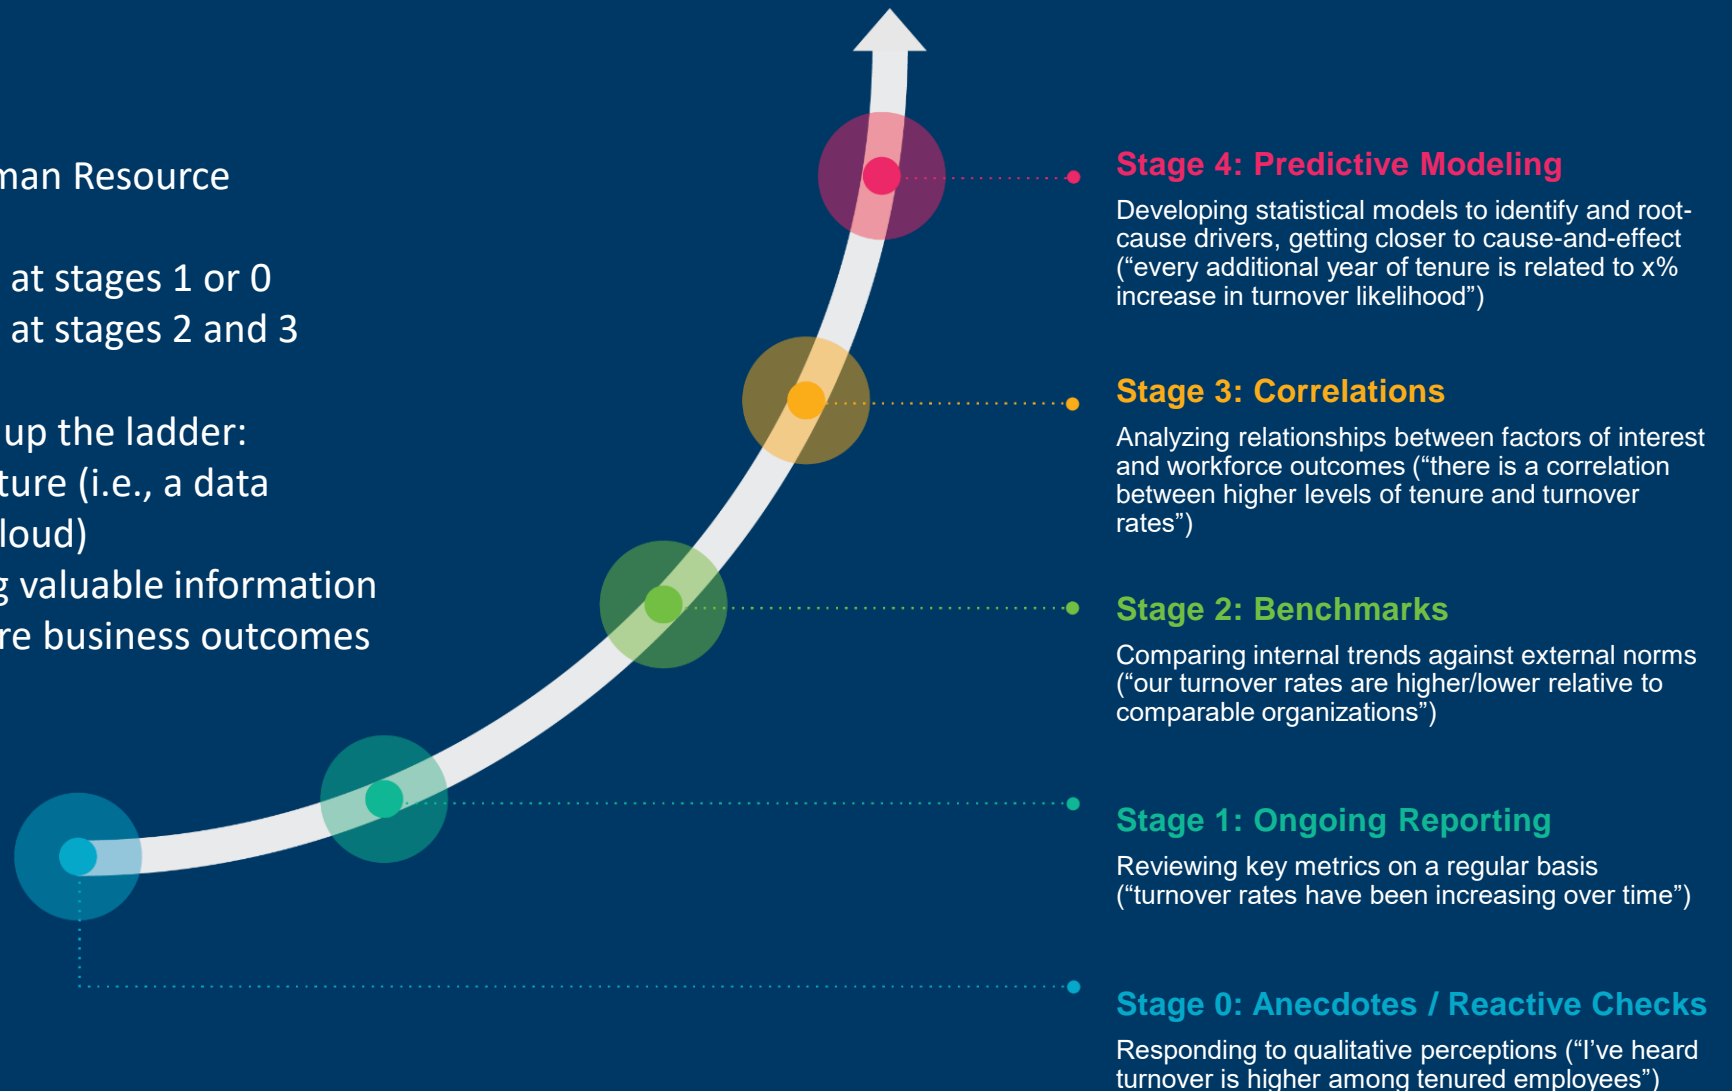 man Resource
at stages 1 or 0
at stages 2 and 3
up the ladder:
ture (i.e., a data
loud)
g valuable information
re business outcomes
Stage 4: Predictive Modeling
Developing statistical models to identify and root-
cause drivers, getting closer to cause-and-effect
(“every additional year of tenure is related to x%
increase in turnover likelihood”)
Stage 3: Correlations
Analyzing relationships between factors of interest
and workforce outcomes (“there is a correlation
between higher levels of tenure and turnover
rates”)
Stage 2: Benchmarks
Comparing internal trends against external norms
(“our turnover rates are higher/lower relative to
comparable organizations”)
Stage 1: Ongoing Reporting
Reviewing key metrics on a regular basis
(“turnover rates have been increasing over time”)
Stage 0: Anecdotes / Reactive Checks
Responding to qualitative perceptions (“I’ve heard
turnover is higher among tenured employees”)